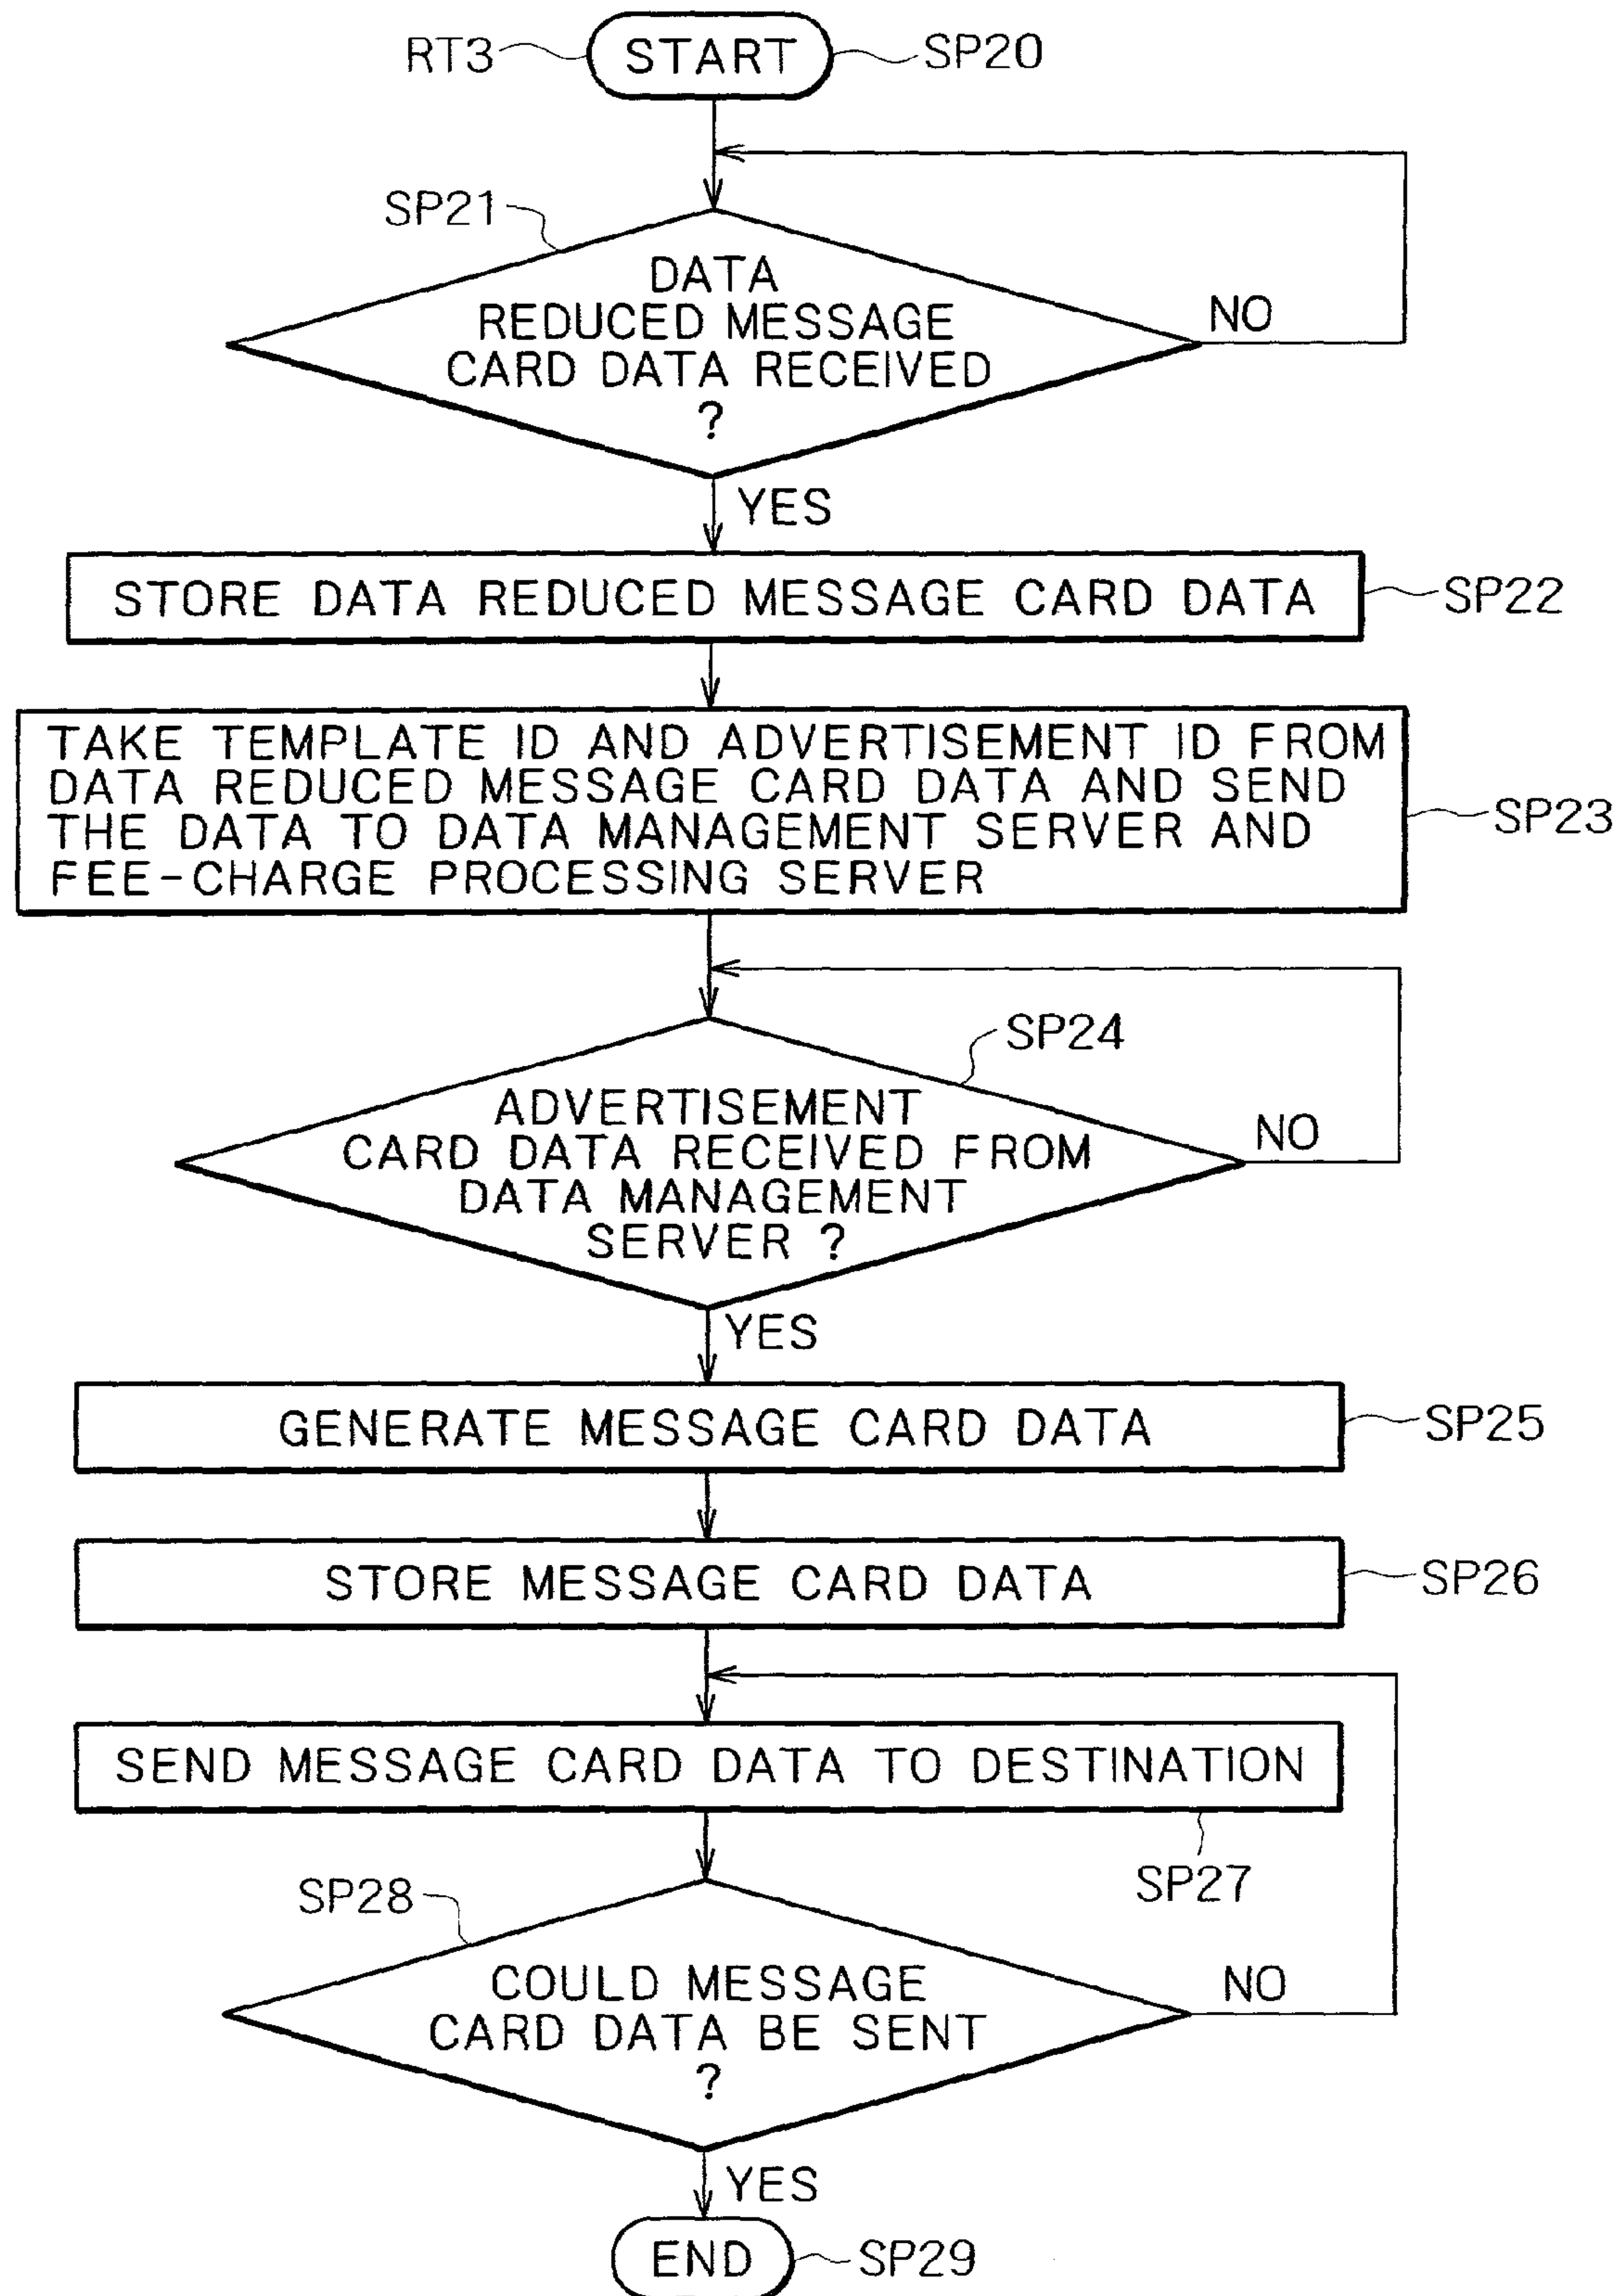 RT3 START SP20
SP21
DATA
REDUCED MESSAGE
CARD DATA RECEIVED
?
NO
YES
STORE DATA REDUCED MESSAGE CARD DATA
SP22
TAKE TEMPLATE ID AND ADVERTISEMENT ID FROM
DATA REDUCED MESSAGE CARD DATA AND SEND
THE DATA TO DATA MANAGEMENT SERVER AND
FEE-CHARGE PROCESSING SERVER
SP23
SP24
ADVERTISEMENT
CARD DATA RECEIVED FROM
DATA MANAGEMENT
SERVER ?
NO
YES
GENERATE MESSAGE CARD DATA
SP25
STORE MESSAGE CARD DATA
SP26
SEND MESSAGE CARD DATA TO DESTINATION
SP27
SP28
COULD MESSAGE
CARD DATA BE SENT
?
NO
YES
END SP29